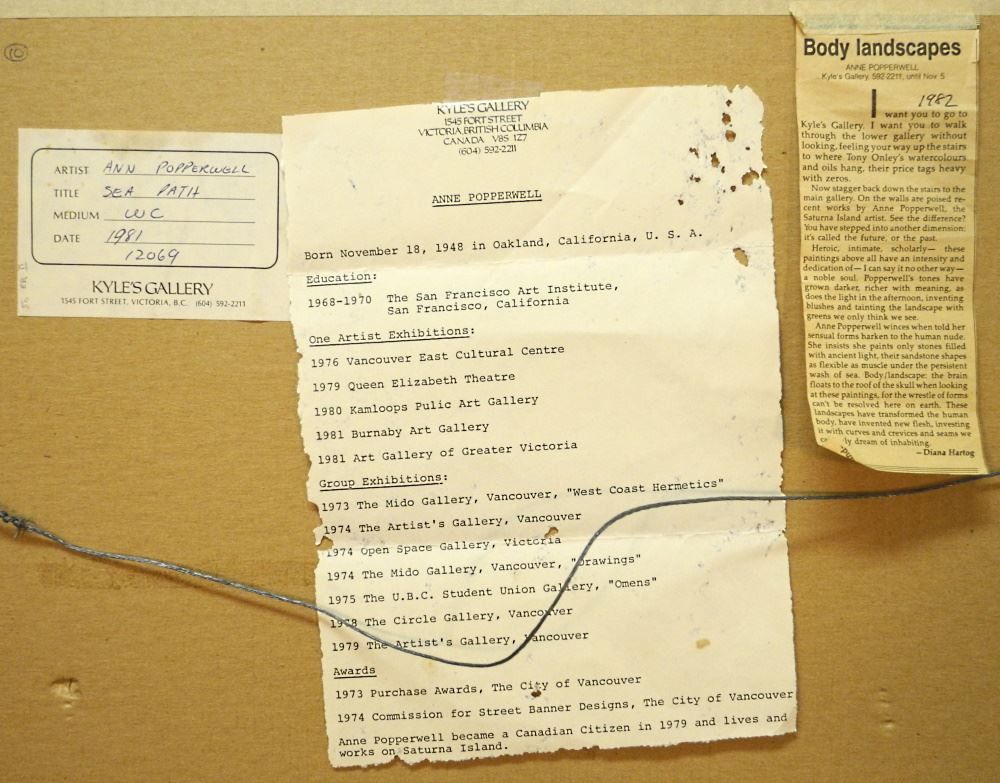 10
ARTIST ANN POPPERWELL
TITLE SEA PATH
MEDIUM WC
DATE 1981
12069
KYLE'S GALLERY
1545 FORT STREET, VICTORIA, B.C. (604) 592-2211
KYLE'S GALLERY
1545 FORT STREET
VICTORIA, BRITISH COLUMBIA
CANADA V8S 1Z7
(604) 592-2211
ANNE POPPERWELL
Born November 18, 1948 in Oakland, California, U. S. A.
Education:
1968-1970 The San Francisco Art Institute,
San Francisco, California
One Artist Exhibitions:
1976 Vancouver East Cultural Centre
1979 Queen Elizabeth Theatre
1980 Kamloops Pulic Art Gallery
1981 Burnaby Art Gallery
1981 Art Gallery of Greater Victoria
Group Exhibitions:
1973 The Mido Gallery, Vancouver, "West Coast Hermetics"
1974 The Artist's Gallery, Vancouver
1974 Open Space Gallery, Victoria
1974 The Mido Gallery, Vancouver, "Drawings"
1975 The U.B.C. Student Union Gallery, "Omens"
1978 The Circle Gallery, Vancouver
1979 The Artist's Gallery, Vancouver
Awards
1973 Purchase Awards, The City of Vancouver
1974 Commission for Street Banner Designs, The City of Vancouver
Anne Popperwell became a Canadian Citizen in 1979 and lives and
works on Saturna Island.
Body landscapes
ANNE POPPERWELL
Kyle's Gallery, 592-2211, until Nov 5
1982
I want you to go to
Kyle's Gallery. I want you to walk
through the lower gallery without
looking, feeling your way up the stairs
to where Tony Onley's watercolours
and oils hang, their price tags heavy
with zeros.
Now stagger back down the stairs to the
main gallery. On the walls are poised re-
cent works by Anne Popperwell, the
Saturna Island artist. See the difference?
You have stepped into another dimension:
it's called the future, or the past.
Heroic, intimate, scholarly— these
paintings above all have an intensity and
dedication of— I can say it no other way—
a noble soul. Popperwell's tones have
grown darker, richer with meaning, as
does the light in the afternoon, inventing
blushes and tainting the landscape with
greens we only think we see.
Anne Popperwell winces when told her
sensual forms harken to the human nude.
She insists she paints only stones filled
with ancient light, their sandstone shapes
as flexible as muscle under the persistent
wash of sea. Body/landscape: the brain
floats to the roof of the skull when looking
at these paintings, for the wrestle of forms
can't be resolved here on earth. These
landscapes have transformed the human
body, have invented new flesh, investing
it with curves and crevices and seams we
dream of inhabiting.
– Diana Hartog